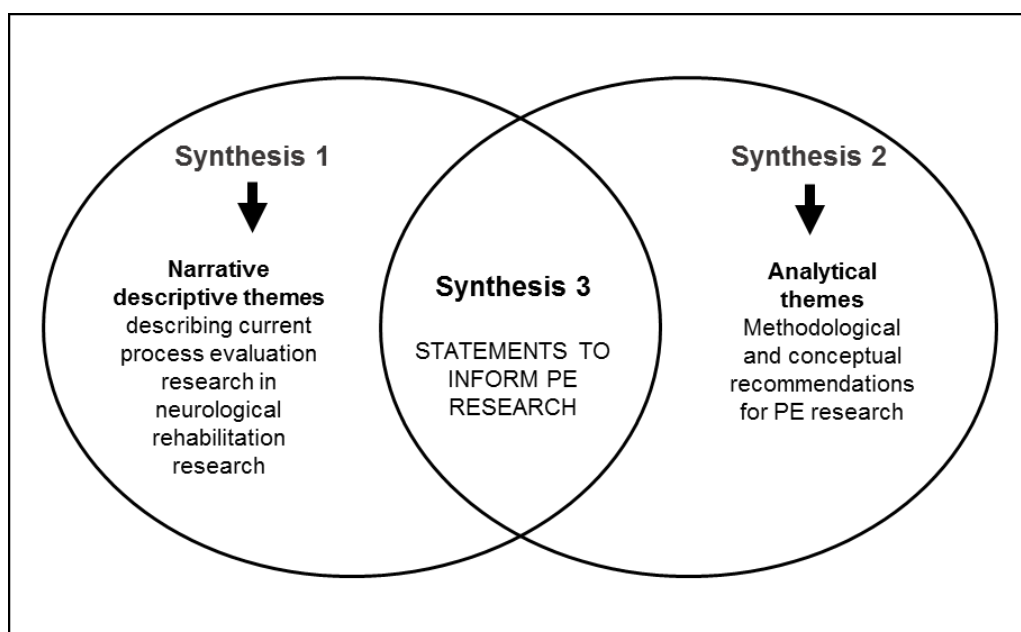 Synthesis 1
Narrative
descriptive themes
describing current
process evaluation
research in
neurological
rehabilitation
research
Synthesis 3
STATEMENTS TO
INFORM PE
RESEARCH
Synthesis 2
Analytical
themes
Methodological
and conceptual
recommendations
for PE research